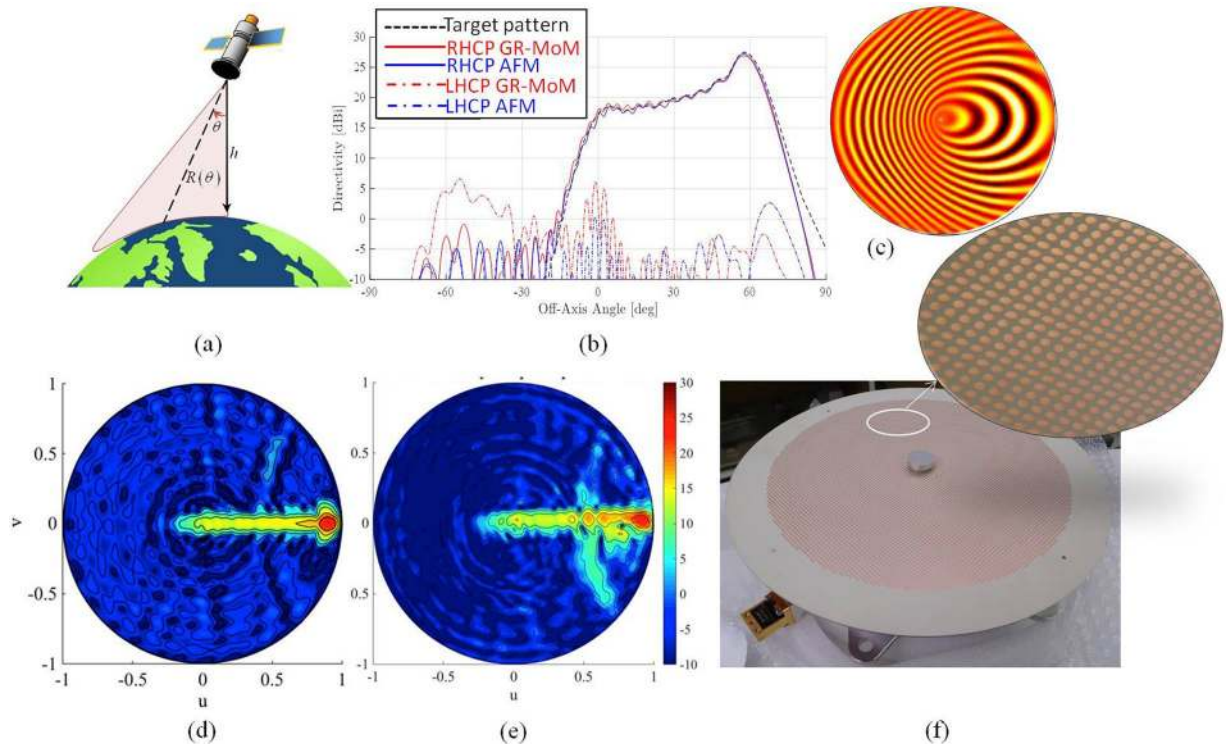 θ
h
R(θ)
(a)
Target pattern
RHCP GR-MoM
RHCP AFM
LHCP GR-MoM
LHCP AFM
Directivity [dBi]
35
30
25
20
15
10
5
0
-5
-10
-90
-60
-30
0
30
60
90
Off-Axis Angle [deg]
(b)
(c)
v
1
0.5
0
-0.5
-1
-1
-0.5
0
0.5
1
u
(d)
1
0.5
0
-0.5
-1
-1
-0.5
0
0.5
1
u
30
25
20
15
10
5
0
-5
-10
(e)
(f)